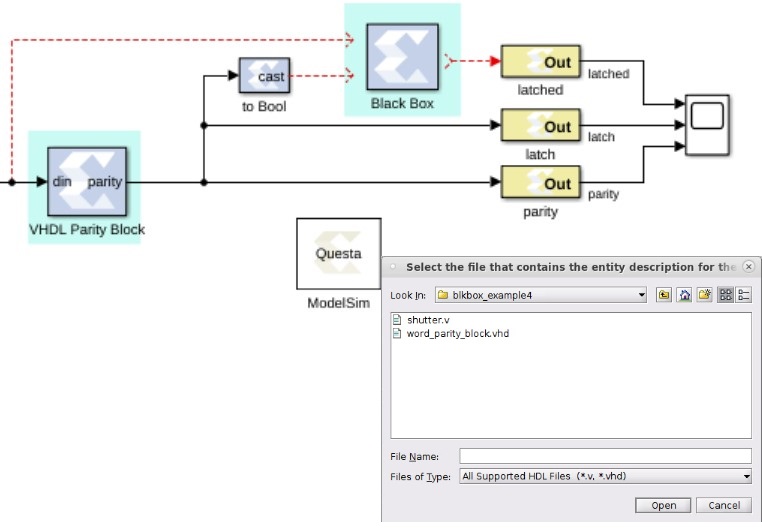 Out
latched
latched
cast
to Bool
Black Box
Out
latch
latch
din parity
VHDL Parity Block
Out
parity
parity
Questa
ModelSim
Select the file that contains the entity description for the
Look In: blkbox_example4
shutter.v
word_parity_block.vhd
File Name:
Files of Type: All Supported HDL Files (*.v, *.vhd)
Open Cancel